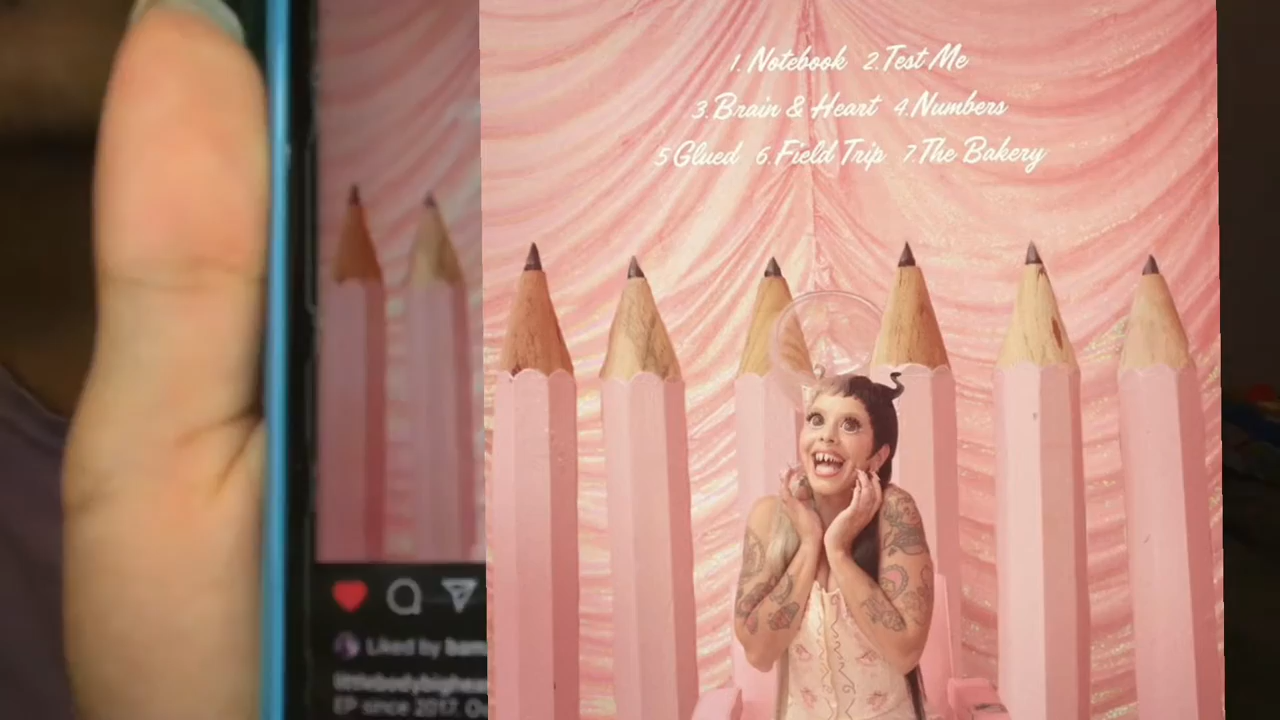 1. Notebook 2. Test Me
3. Brain & Heart 4. Numbers
5 Glued 6. Field Trip 7. The Bakery
Liked by
littlebodybighea
EP since 2017.